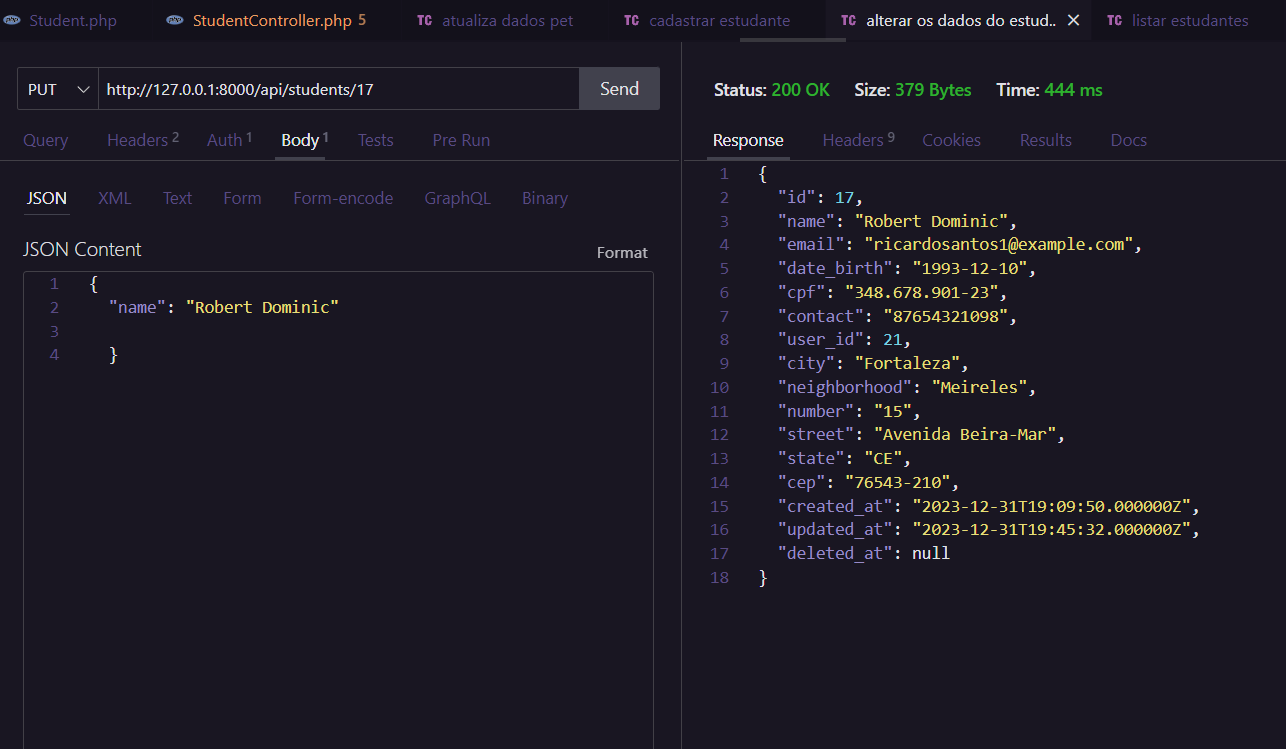 Student.php StudentController.php 5 TC atualiza dados pet TC cadastrar estudante TC alterar os dados do estud.. × TC listar estudantes
PUT http://127.0.0.1:8000/api/students/17 Send
Query Headers 2 Auth 1 Body 1 Tests Pre Run
JSON XML Text Form Form-encode GraphQL Binary
JSON Content Format
1 {
2 "name": "Robert Dominic"
3
4 }
Status: 200 OK Size: 379 Bytes Time: 444 ms
Response Headers 9 Cookies Results Docs
1 {
2 "id": 17,
3 "name": "Robert Dominic",
4 "email": "ricardosantos1@example.com",
5 "date_birth": "1993-12-10",
6 "cpf": "348.678.901-23",
7 "contact": "87654321098",
8 "user_id": 21,
9 "city": "Fortaleza",
10 "neighborhood": "Meireles",
11 "number": "15",
12 "street": "Avenida Beira-Mar",
13 "state": "CE",
14 "cep": "76543-210",
15 "created_at": "2023-12-31T19:09:50.000000Z",
16 "updated_at": "2023-12-31T19:45:32.000000Z",
17 "deleted_at": null
18 }